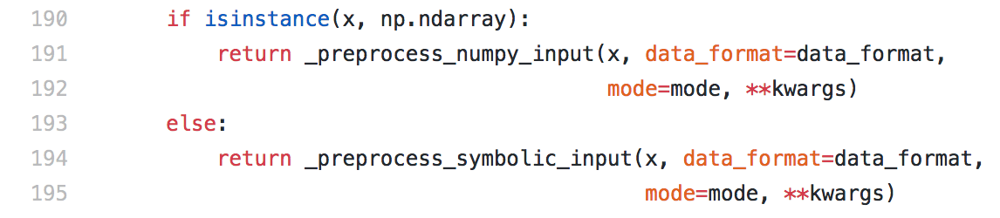 190 if isinstance(x, np.ndarray):
191 return _preprocess_numpy_input(x, data_format=data_format,
192 mode=mode, **kwargs)
193 else:
194 return _preprocess_symbolic_input(x, data_format=data_format,
195 mode=mode, **kwargs)